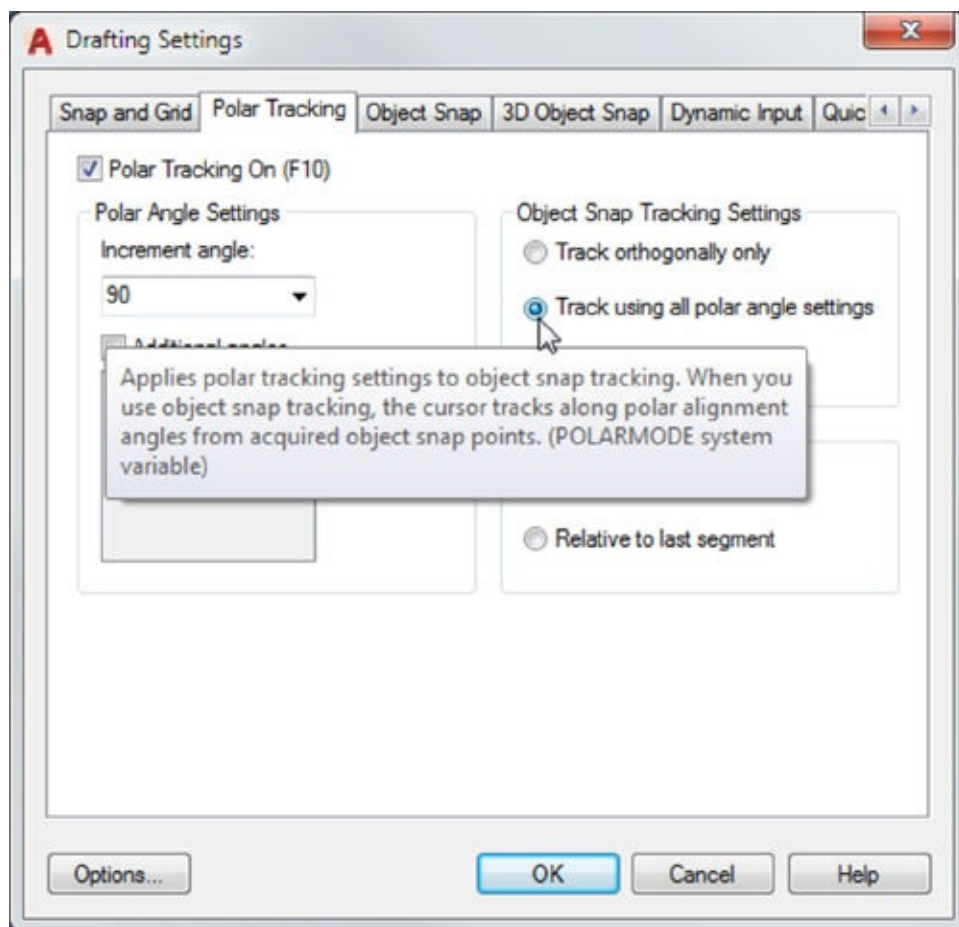 Drafting Settings
Snap and Grid
Polar Tracking
Object Snap
3D Object Snap
Dynamic Input
Quic
Polar Tracking On (F10)
Polar Angle Settings
Increment angle:
90
Object Snap Tracking Settings
Track orthogonally only
Track using all polar angle settings
Applies polar tracking settings to object snap tracking. When you
use object snap tracking, the cursor tracks along polar alignment
angles from acquired object snap points. (POLARMODE system
variable)
Relative to last segment
Options...
OK
Cancel
Help